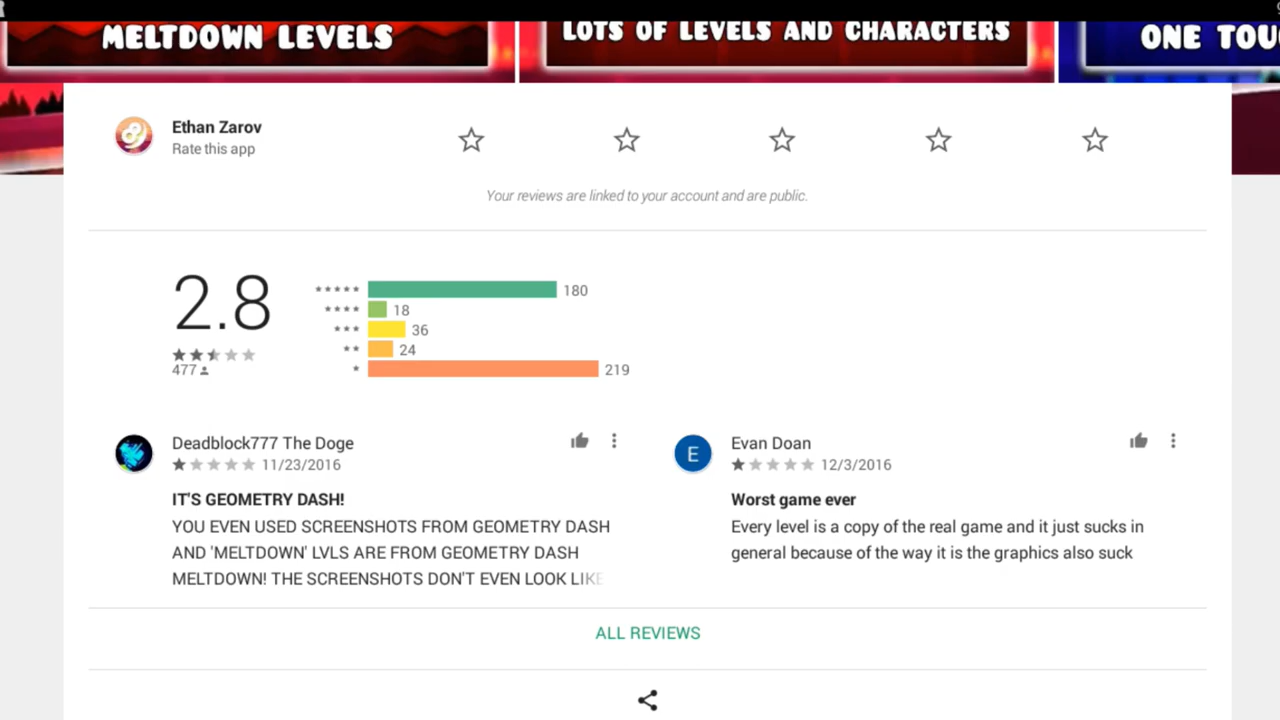 MELTDOWN LEVELS
LOTS OF LEVELS AND CHARACTERS
ONE TOU
Ethan Zarov
Rate this app
Your reviews are linked to your account and are public.
2.8
477
180
18
36
24
219
Deadblock777 The Doge
11/23/2016
IT'S GEOMETRY DASH!
YOU EVEN USED SCREENSHOTS FROM GEOMETRY DASH
AND 'MELTDOWN' LVLS ARE FROM GEOMETRY DASH
MELTDOWN! THE SCREENSHOTS DON'T EVEN LOOK LIKE
E
Evan Doan
12/3/2016
Worst game ever
Every level is a copy of the real game and it just sucks in
general because of the way it is the graphics also suck
ALL REVIEWS